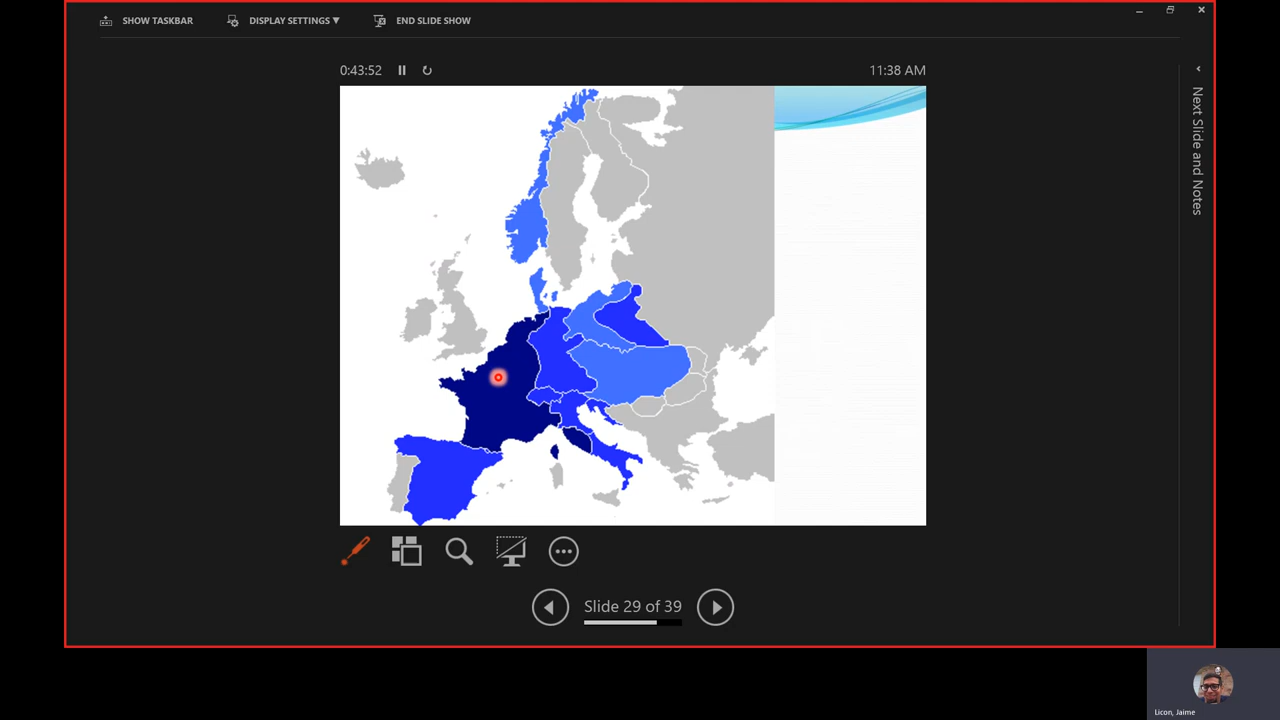 SHOW TASKBAR
DISPLAY SETTINGS ▼
END SLIDE SHOW
0:43:52
11:38 AM
Next Slide and Notes
Slide 29 of 39
Licon, Jaime